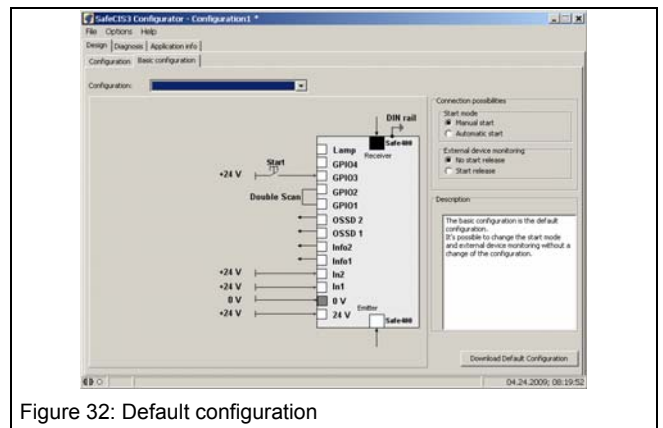 SafeCIS3 Configurator - Configuration1 *
File Options Help
Design Diagnosis Application info
Configuration Basic configuration
Configuration:
DIN rail
Safe400
Receiver
Lamp
GPIO4
Start
+24 V
GPIO3
Double Scan
GPIO2
GPIO1
OSSD 2
OSSD 1
Info2
Info1
+24 V
In2
+24 V
In1
0 V
0 V
+24 V
24 V
Emitter
Safe400
Connection possibilities
Start mode
Manual start
Automatic start
External device monitoring
No start release
Start release
Description
The basic configuration is the default
configuration.
It's possible to change the start mode
and external device monitoring without a
change of the configuration.
Download Default Configuration
04.24.2009; 08:19:52
Figure 32: Default configuration